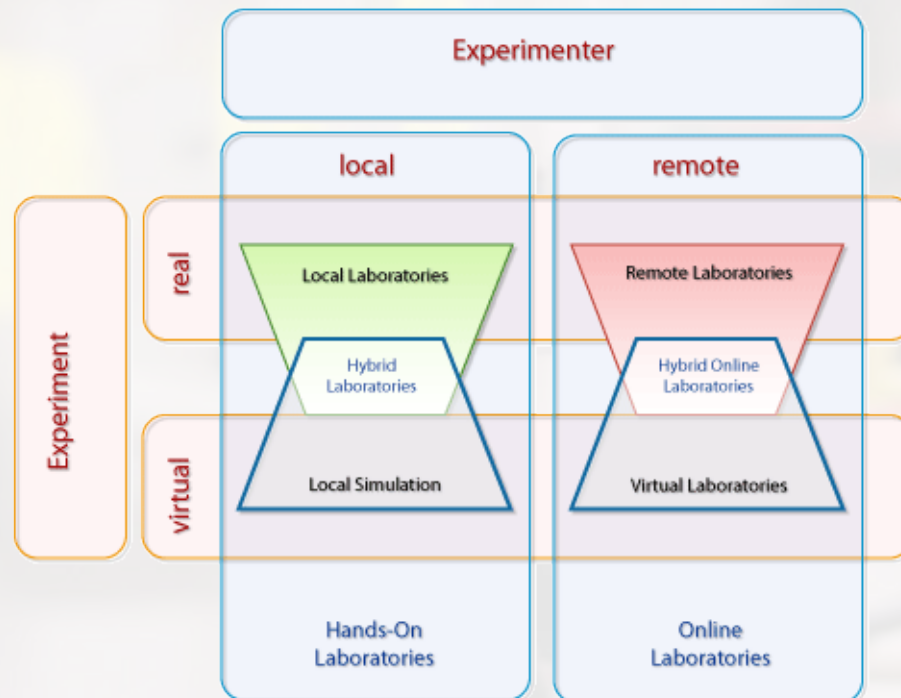 Experimenter
local
remote
Experiment
real
Local Laboratories
Remote Laboratories
Hybrid
Laboratories
Hybrid Online
Laboratories
virtual
Local Simulation
Virtual Laboratories
Hands-On
Laboratories
Online
Laboratories